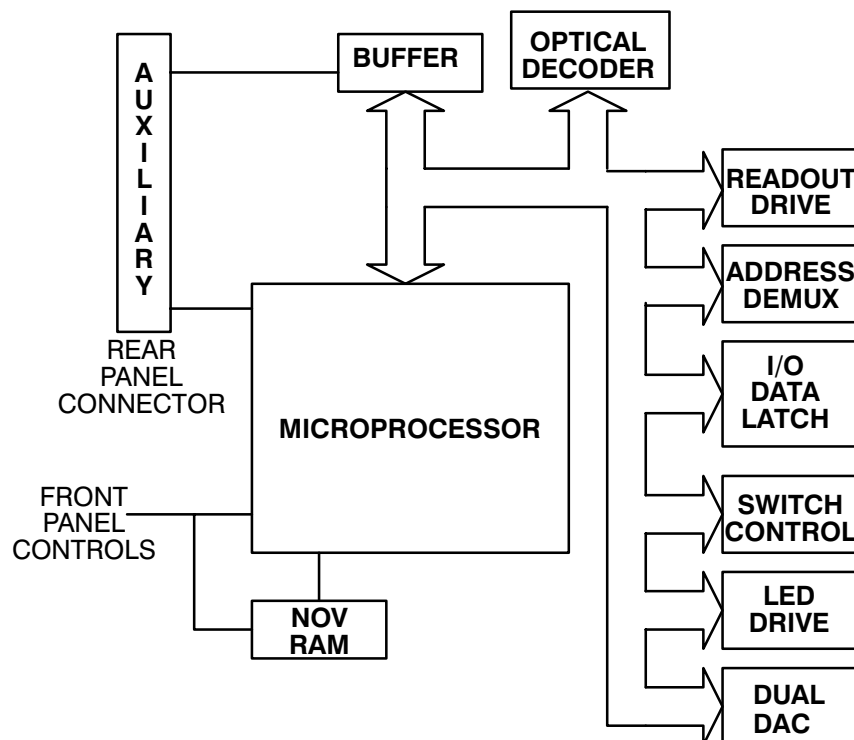 AUXILIARY
BUFFER
OPTICAL
DECODER
READOUT
DRIVE
ADDRESS
DEMUX
REAR
PANEL
CONNECTOR
I/O
DATA
LATCH
MICROPROCESSOR
FRONT
PANEL
CONTROLS
SWITCH
CONTROL
NOV
RAM
LED
DRIVE
DUAL
DAC